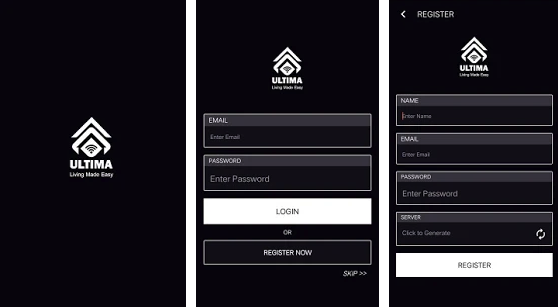 ULTIMA
Living Made Easy
ULTIMA
Living Made Easy
EMAIL
Enter Email
PASSWORD
Enter Password
LOGIN
OR
REGISTER NOW
SKIP >>
REGISTER
ULTIMA
Living Made Easy
NAME
Enter Name
EMAIL
Enter Email
PASSWORD
Enter Password
SERVER
Click to Generate
REGISTER